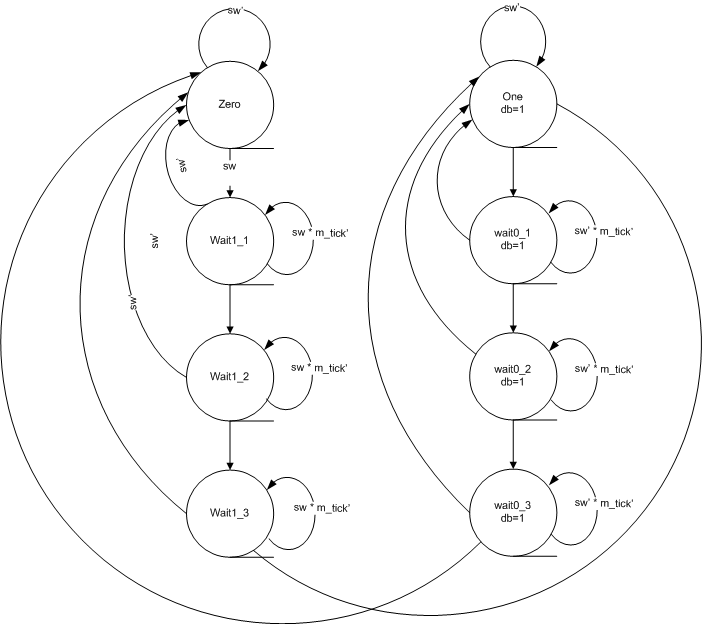 sw'
sw'
Zero
One
db=1
sw'
sw
Wait1_1
sw * m_tick'
wait0_1
db=1
sw' * m_tick'
sw'
sw'
Wait1_2
sw * m_tick'
wait0_2
db=1
sw' * m_tick'
Wait1_3
sw * m_tick'
wait0_3
db=1
sw' * m_tick'